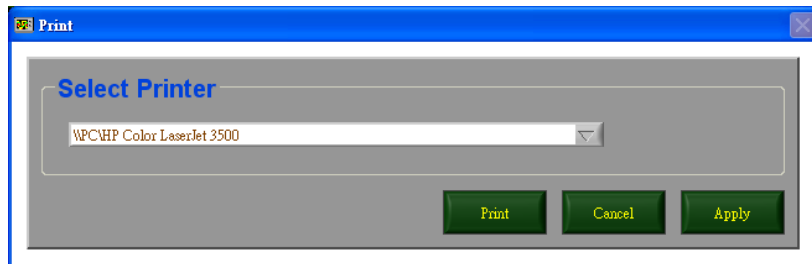 Print
Select Printer
\\PC\HP Color LaserJet 3500
Print
Cancel
Apply